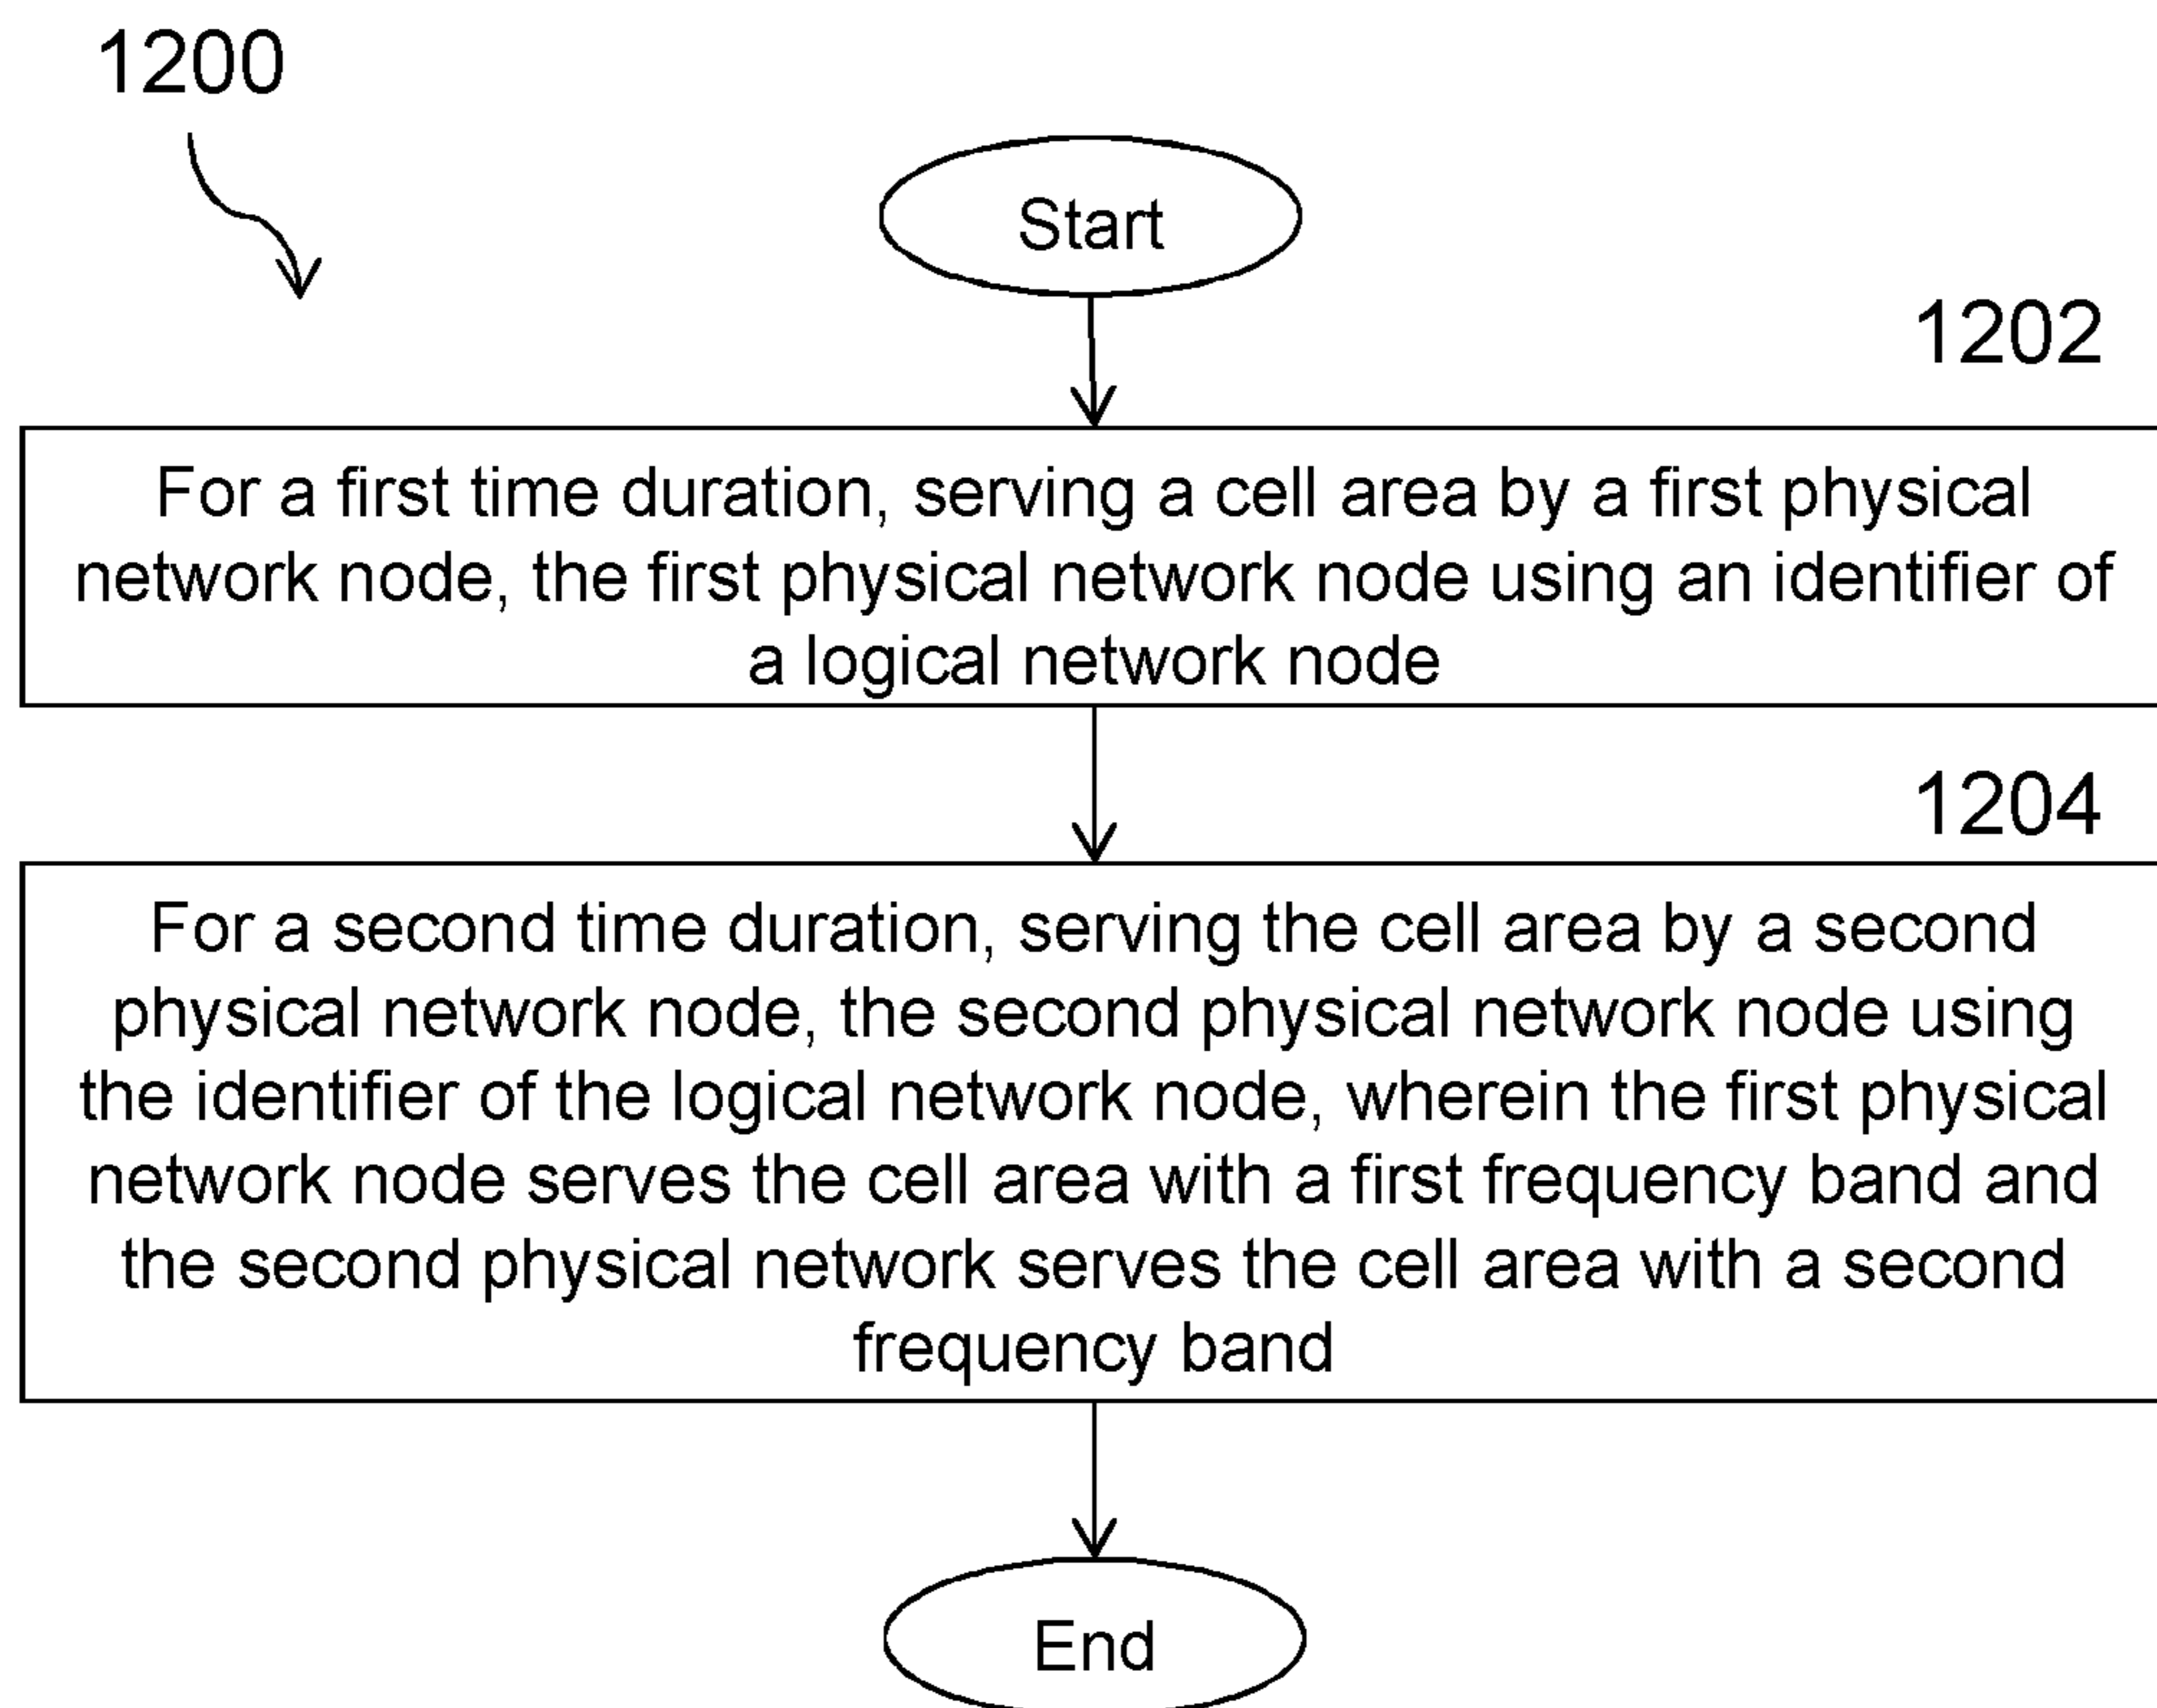 1200
Start
1202
For a first time duration, serving a cell area by a first physical
network node, the first physical network node using an identifier of
a logical network node
1204
For a second time duration, serving the cell area by a second
physical network node, the second physical network node using
the identifier of the logical network node, wherein the first physical
network node serves the cell area with a first frequency band and
the second physical network serves the cell area with a second
frequency band
End